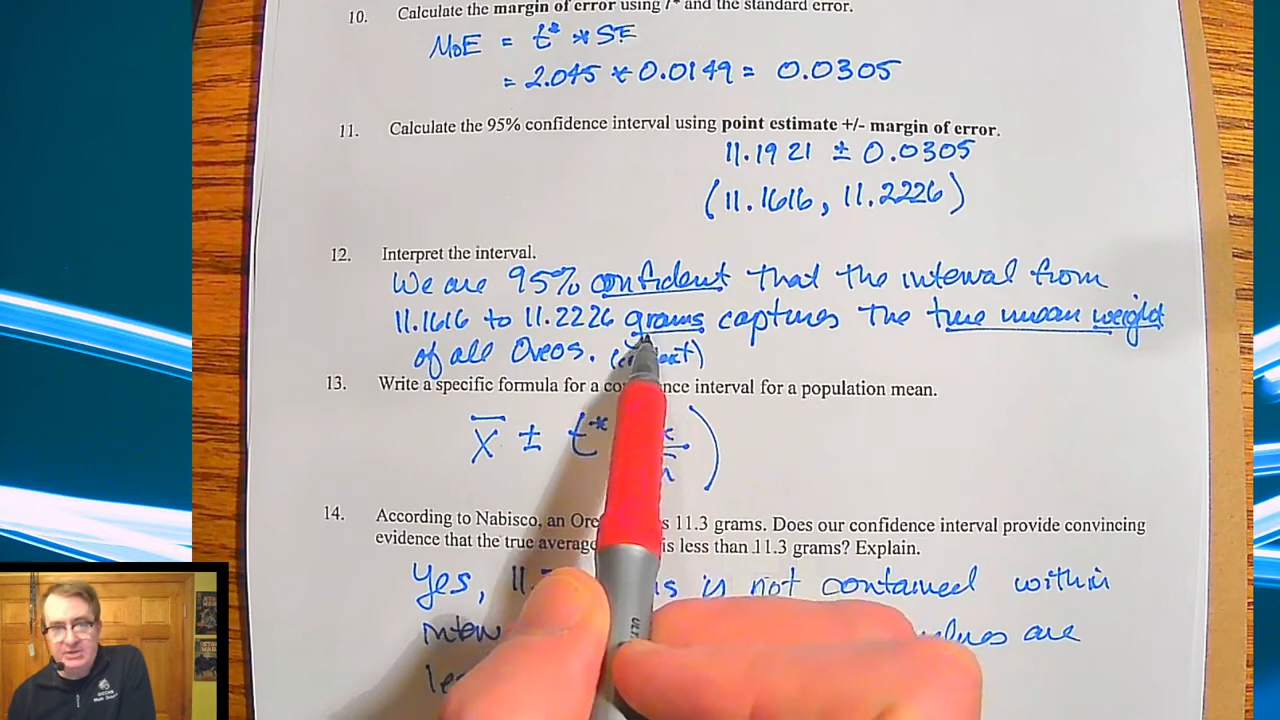 10. Calculate the margin of error using t* and the standard error.
MoE = t* * SE
= 2.045 * 0.0149 = 0.0305
11. Calculate the 95% confidence interval using point estimate +/- margin of error.
11.1921 ± 0.0305
(11.1616, 11.2226)
12. Interpret the interval.
We are 95% confident that the interval from
11.1616 to 11.2226 grams captures the true mean weight
of all Oreos.
13. Write a specific formula for a interval for a population mean.
x̄ ± t*
14. According to Nabisco, an 11.3 grams. Does our confidence interval provide convincing
evidence that the true average is less than 11.3 grams? Explain.
Yes, is not contained within
are